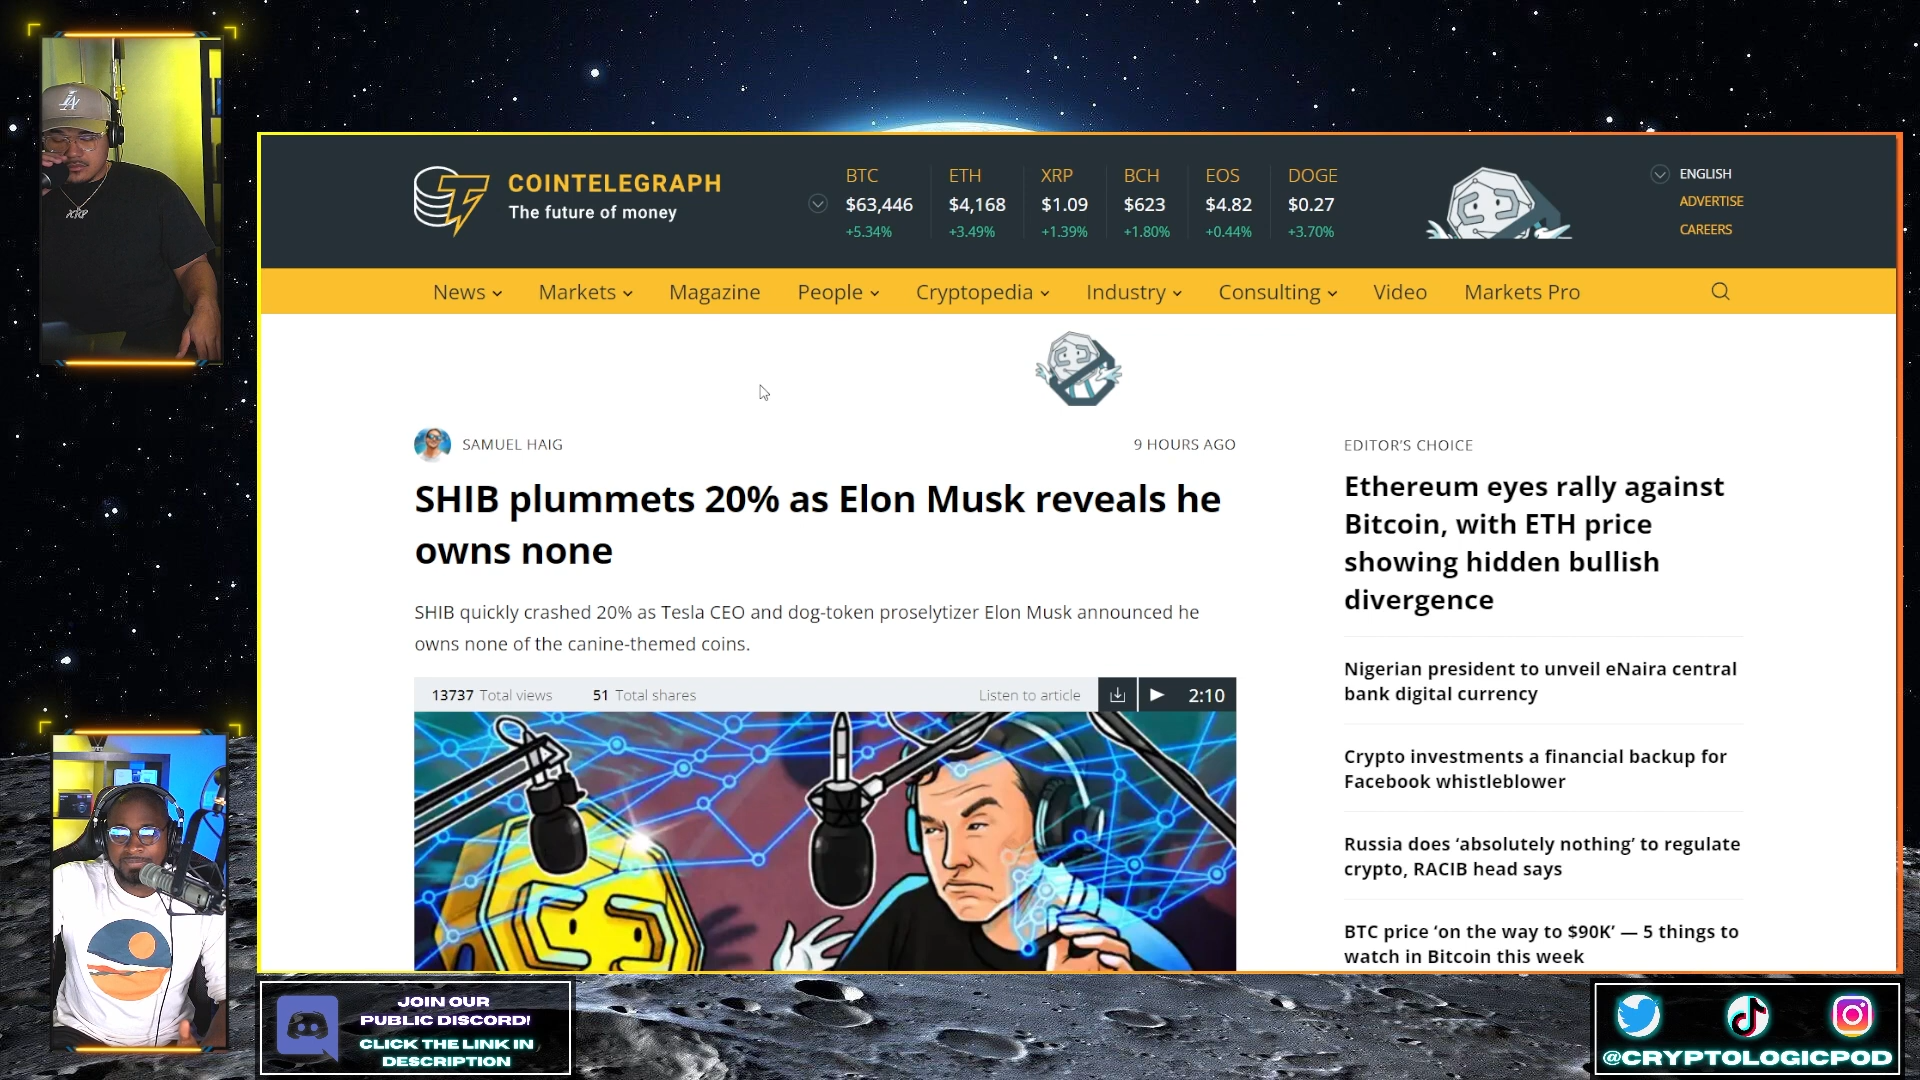 COINTELEGRAPH
The future of money
BTC
$63,446
+5.34%
ETH
$4,168
+3.49%
XRP
$1.09
+1.39%
BCH
$623
+1.80%
EOS
$4.82
+0.44%
DOGE
$0.27
+3.70%
ENGLISH
ADVERTISE
CAREERS
News Markets Magazine People Cryptopedia Industry Consulting Video Markets Pro
SAMUEL HAIG
9 HOURS AGO
SHIB plummets 20% as Elon Musk reveals he
owns none
SHIB quickly crashed 20% as Tesla CEO and dog-token proselytizer Elon Musk announced he
owns none of the canine-themed coins.
13737 Total views 51 Total shares Listen to article 2:10
EDITOR'S CHOICE
Ethereum eyes rally against
Bitcoin, with ETH price
showing hidden bullish
divergence
Nigerian president to unveil eNaira central
bank digital currency
Crypto investments a financial backup for
Facebook whistleblower
Russia does ‘absolutely nothing’ to regulate
crypto, RACIB head says
BTC price ‘on the way to $90K’ — 5 things to
watch in Bitcoin this week
JOIN OUR
PUBLIC DISCORD!
CLICK THE LINK IN
DESCRIPTION
@CRYPTOLOGICPOD